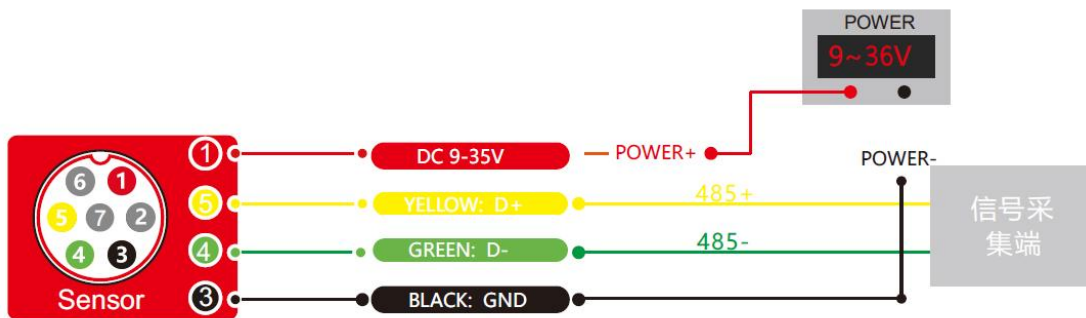 POWER
9~36V
1
DC 9-35V
POWER+
POWER-
6
1
5
YELLOW: D+
485+
信号采
集端
5
7
2
4
GREEN: D-
485-
4
3
Sensor
3
BLACK: GND